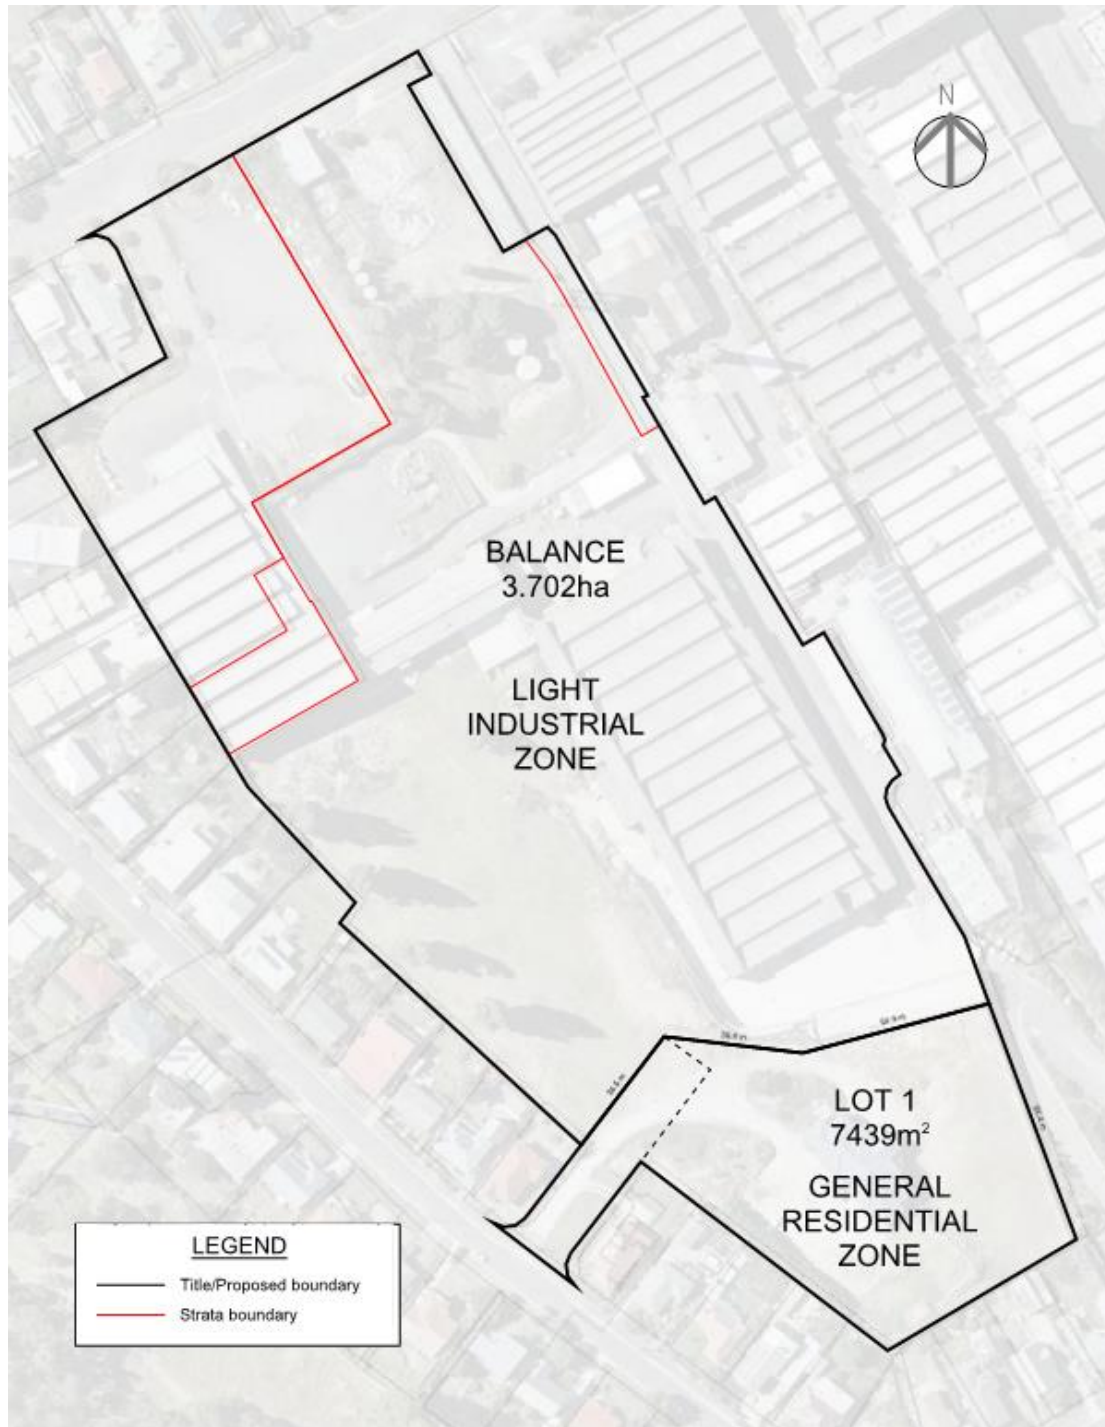 N
BALANCE
3.702ha
LIGHT
INDUSTRIAL
ZONE
LOT 1
7439m²
GENERAL
RESIDENTIAL
ZONE
LEGEND
Title/Proposed boundary
Strata boundary